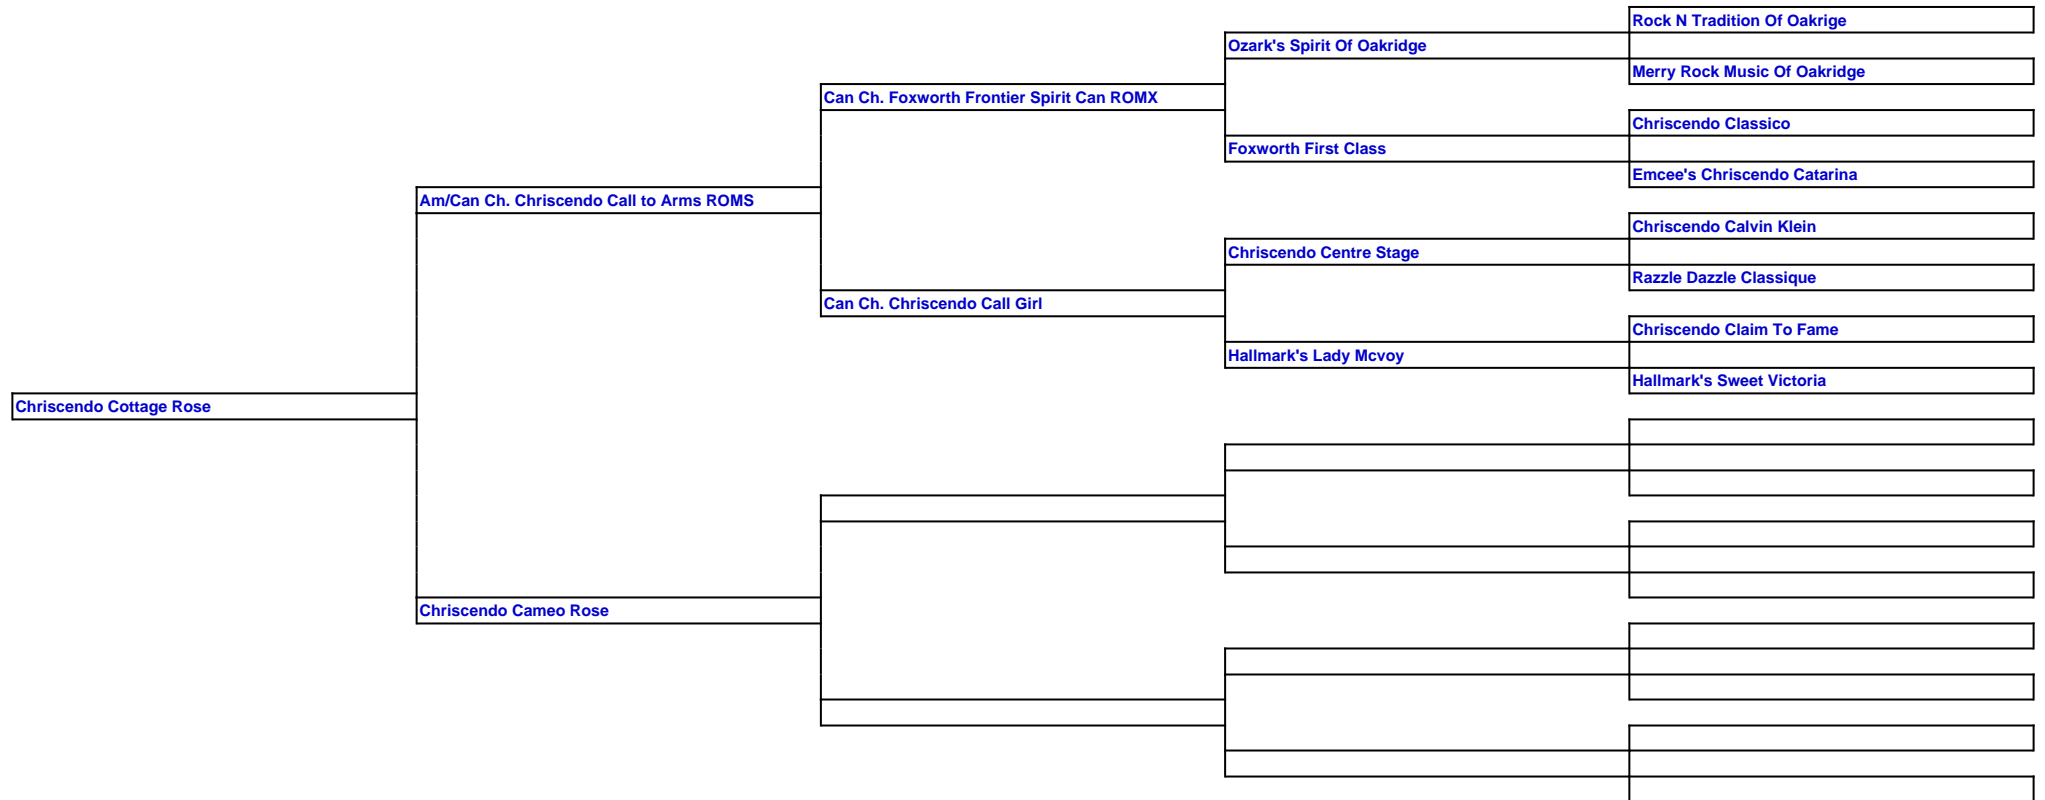 Rock N Tradition Of Oakrige
Ozark's Spirit Of Oakridge
Merry Rock Music Of Oakridge
Can Ch. Foxworth Frontier Spirit Can ROMX
Chriscendo Classico
Foxworth First Class
Emcee's Chriscendo Catarina
Am/Can Ch. Chriscendo Call to Arms ROMS
Chriscendo Calvin Klein
Chriscendo Centre Stage
Razzle Dazzle Classique
Can Ch. Chriscendo Call Girl
Chriscendo Claim To Fame
Hallmark's Lady Mcvoy
Hallmark's Sweet Victoria
Chriscendo Cottage Rose
Chriscendo Cameo Rose